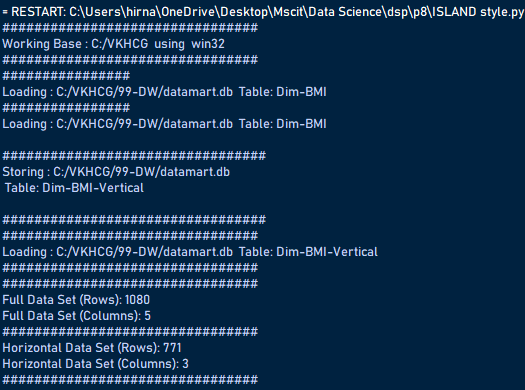 = RESTART: C:\Users\hirna\OneDrive\Desktop\Mscit\Data Science\dsp\p8\ISLAND style.py
################################
Working Base : C:/VKHCG  using  win32
################################
################
Loading : C:/VKHCG/99-DW/datamart.db  Table: Dim-BMI
################
Loading : C:/VKHCG/99-DW/datamart.db  Table: Dim-BMI
#################################
Storing : C:/VKHCG/99-DW/datamart.db
Table: Dim-BMI-Vertical
#################################
################################
Loading : C:/VKHCG/99-DW/datamart.db  Table: Dim-BMI-Vertical
################################
################################
Full Data Set (Rows): 1080
Full Data Set (Columns): 5
################################
Horizontal Data Set (Rows): 771
Horizontal Data Set (Columns): 3
################################